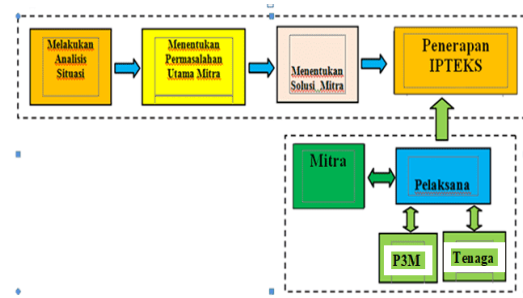 Melakukan
Analisis
Situasi
Menentukan
Permasalahan
Utama Mitra
Menentukan
Solusi Mitra
Penerapan
IPTEKS
Mitra
Pelaksana
P3M
Tenaga